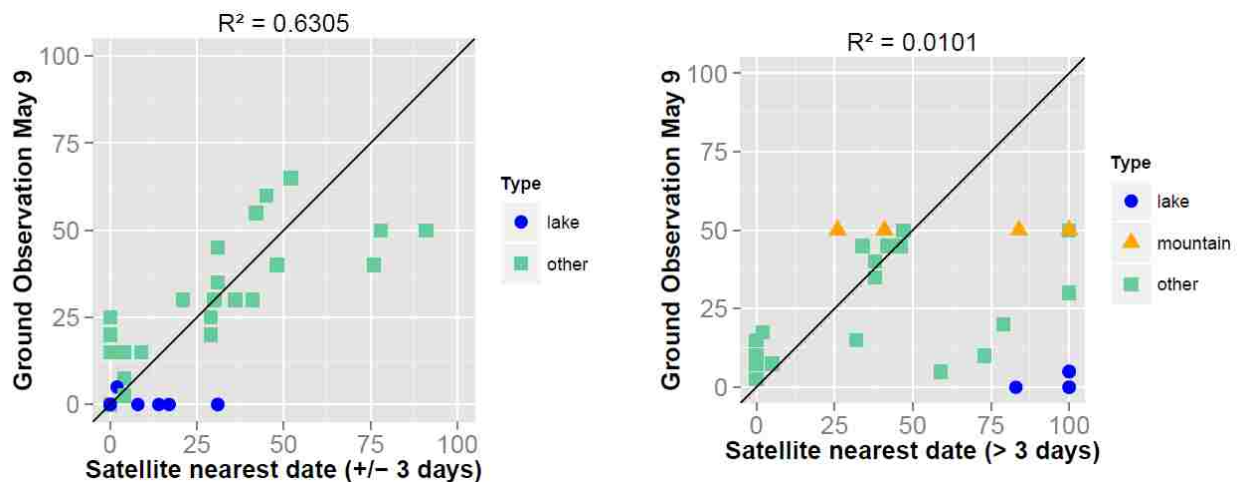 R² = 0.6305
Ground Observation May 9
100
75
50
25
0
0 25 50 75 100
Satellite nearest date (+/− 3 days)
Type
lake
other
R² = 0.0101
Ground Observation May 9
100
75
50
25
0
0 25 50 75 100
Satellite nearest date (> 3 days)
Type
lake
mountain
other